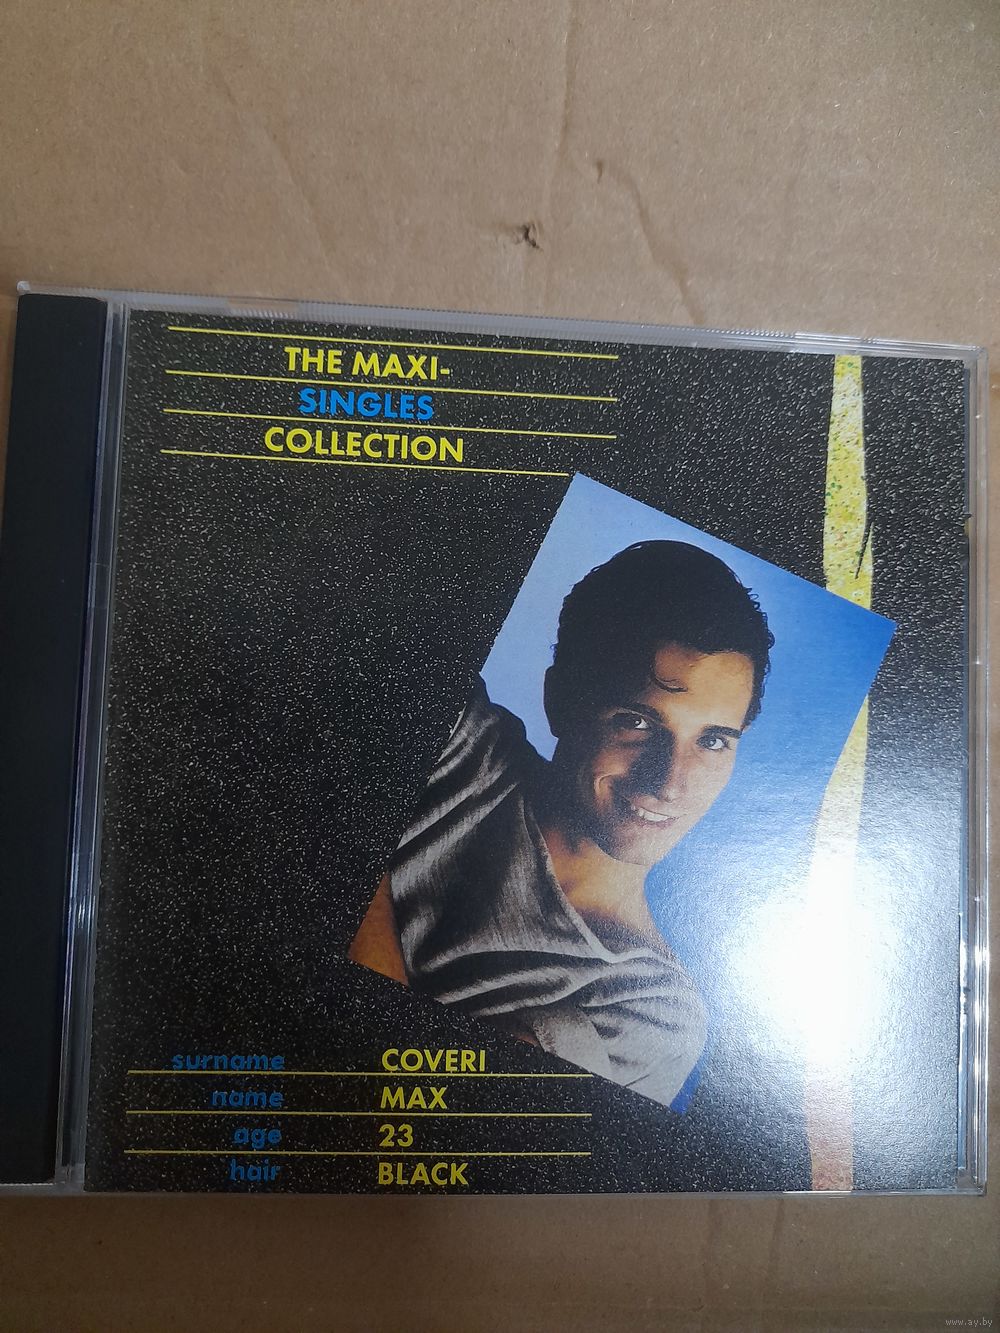 THE MAXI-
SINGLES
COLLECTION
surname COVERI
name MAX
age 23
hair BLACK
www.ay.by